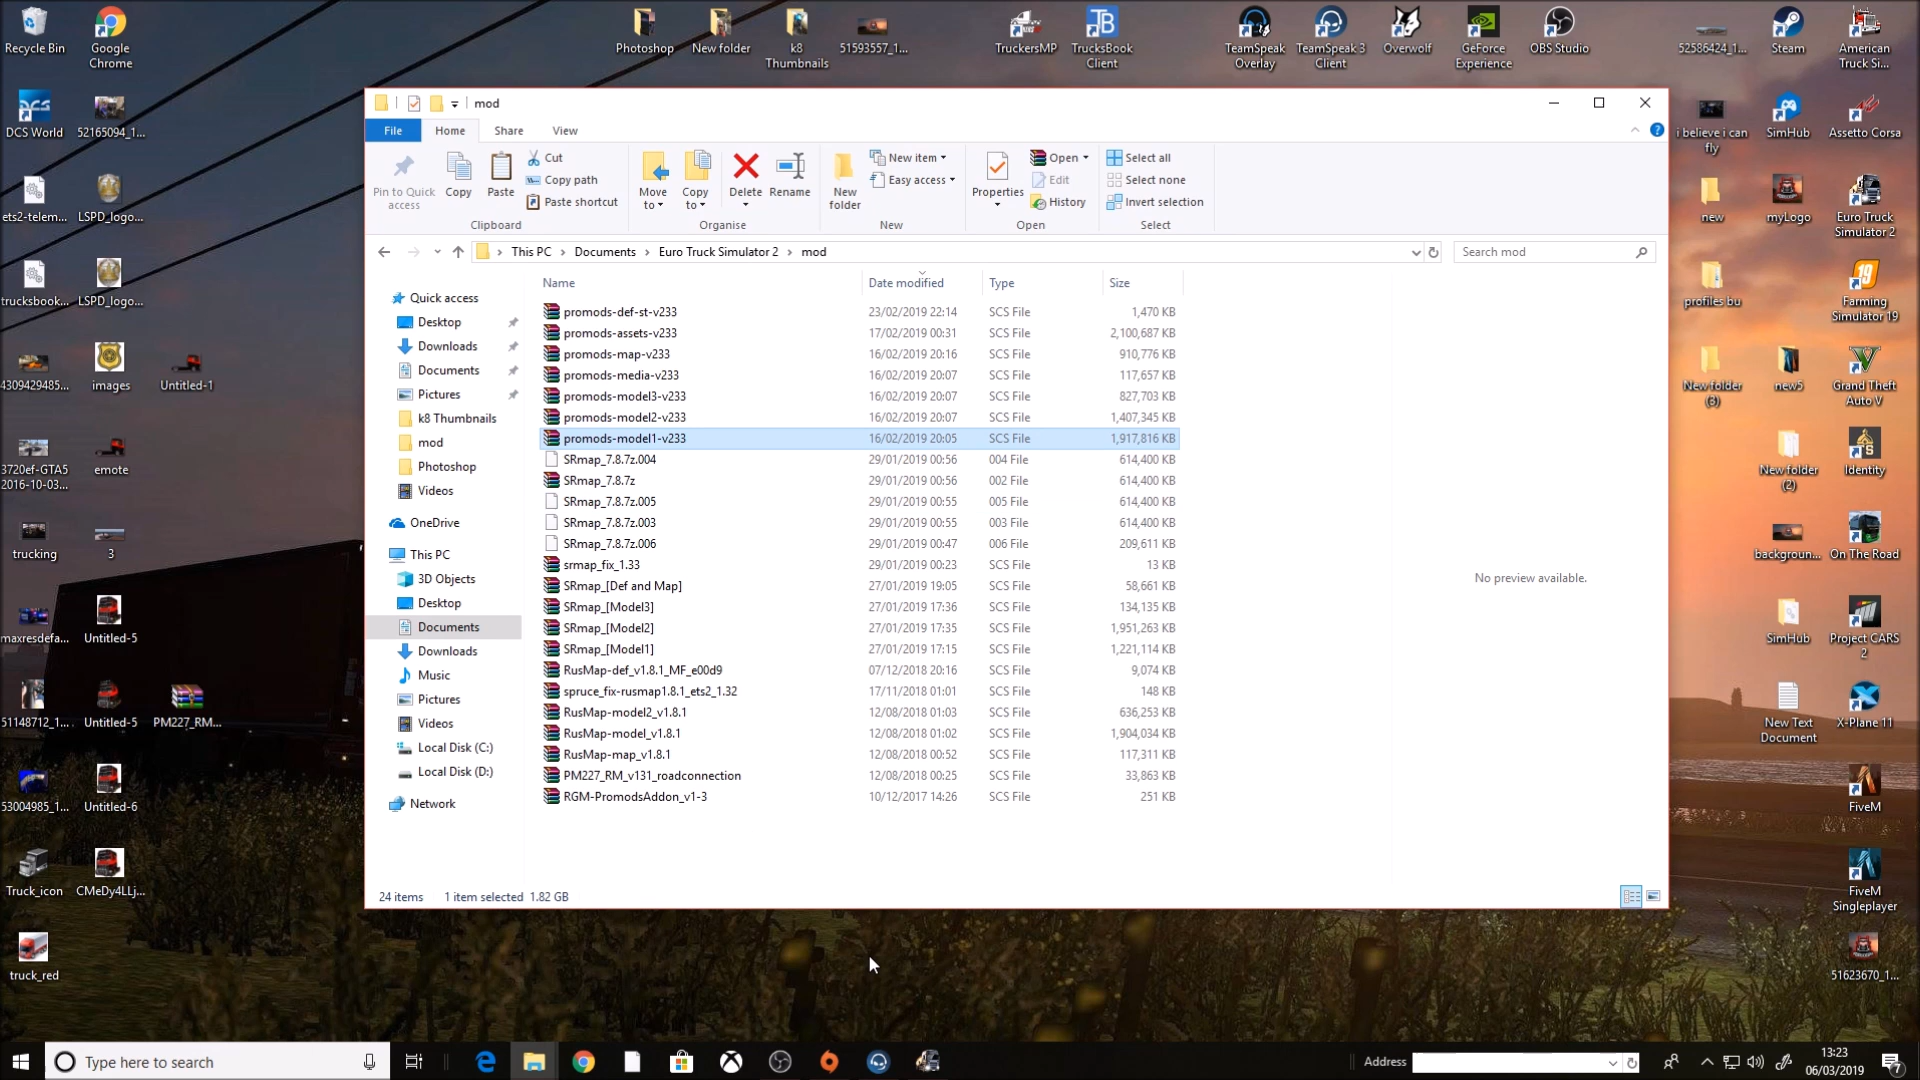 Recycle Bin
Google Chrome
Photoshop
New folder
k8 Thumbnails
51593557_1...
TruckersMP
TrucksBook Client
TeamSpeak Overlay
TeamSpeak 3 Client
Overwolf
GeForce Experience
OBS Studio
52586424_1...
Steam
American Truck Si...
DCS World
52165094_1...
i believe i can fly
SimHub
Assetto Corsa
ets2-telem...
LSPD_logo...
new
myLogo
Euro Truck Simulator 2
trucksbook...
LSPD_logo...
profiles bu
Farming Simulator 19
4309429485...
images
Untitled-1
New folder (3)
new5
Grand Theft Auto V
3720ef-GTA5 2016-10-03...
emote
New folder (2)
Identity
trucking
3
backgroun...
On The Road
maxresdefa...
Untitled-5
SimHub
Project CARS 2
51148712_1...
Untitled-5
PM227_RM...
New Text Document
X-Plane 11
53004985_1...
Untitled-6
FiveM
Truck_icon
CMeDy4LLj...
FiveM Singleplayer
truck_red
51623670_1...
mod
File Home Share View
Pin to Quick access
Copy
Paste
Cut
Copy path
Paste shortcut
Clipboard
Move to
Copy to
Delete
Rename
Organise
New folder
New item
Easy access
New
Properties
Open
Edit
History
Open
Select all
Select none
Invert selection
Select
This PC > Documents > Euro Truck Simulator 2 > mod
Search mod
Quick access
Desktop
Downloads
Documents
Pictures
k8 Thumbnails
mod
Photoshop
Videos
OneDrive
This PC
3D Objects
Desktop
Documents
Downloads
Music
Pictures
Videos
Local Disk (C:)
Local Disk (D:)
Network
Name Date modified Type Size
promods-def-st-v233 23/02/2019 22:14 SCS File 1,470 KB
promods-assets-v233 17/02/2019 00:31 SCS File 2,100,687 KB
promods-map-v233 16/02/2019 20:16 SCS File 910,776 KB
promods-media-v233 16/02/2019 20:07 SCS File 117,657 KB
promods-model3-v233 16/02/2019 20:07 SCS File 827,703 KB
promods-model2-v233 16/02/2019 20:07 SCS File 1,407,345 KB
promods-model1-v233 16/02/2019 20:05 SCS File 1,917,816 KB
SRmap_7.8.7z.004 29/01/2019 00:56 004 File 614,400 KB
SRmap_7.8.7z 29/01/2019 00:56 002 File 614,400 KB
SRmap_7.8.7z.005 29/01/2019 00:55 005 File 614,400 KB
SRmap_7.8.7z.003 29/01/2019 00:55 003 File 614,400 KB
SRmap_7.8.7z.006 29/01/2019 00:47 006 File 209,611 KB
srmap_fix_1.33 29/01/2019 00:23 SCS File 13 KB
SRmap_[Def and Map] 27/01/2019 19:05 SCS File 58,661 KB
SRmap_[Model3] 27/01/2019 17:36 SCS File 134,135 KB
SRmap_[Model2] 27/01/2019 17:35 SCS File 1,951,263 KB
SRmap_[Model1] 27/01/2019 17:15 SCS File 1,221,114 KB
RusMap-def_v1.8.1_MF_e00d9 07/12/2018 20:16 SCS File 9,074 KB
spruce_fix-rusmap1.8.1_ets2_1.32 17/11/2018 01:01 SCS File 148 KB
RusMap-model2_v1.8.1 12/08/2018 01:03 SCS File 636,253 KB
RusMap-model_v1.8.1 12/08/2018 01:02 SCS File 1,904,034 KB
RusMap-map_v1.8.1 12/08/2018 00:52 SCS File 117,311 KB
PM227_RM_v131_roadconnection 12/08/2018 00:25 SCS File 33,863 KB
RGM-PromodsAddon_v1-3 10/12/2017 14:26 SCS File 251 KB
No preview available.
24 items 1 item selected 1.82 GB
Type here to search
Address
13:23
06/03/2019
7